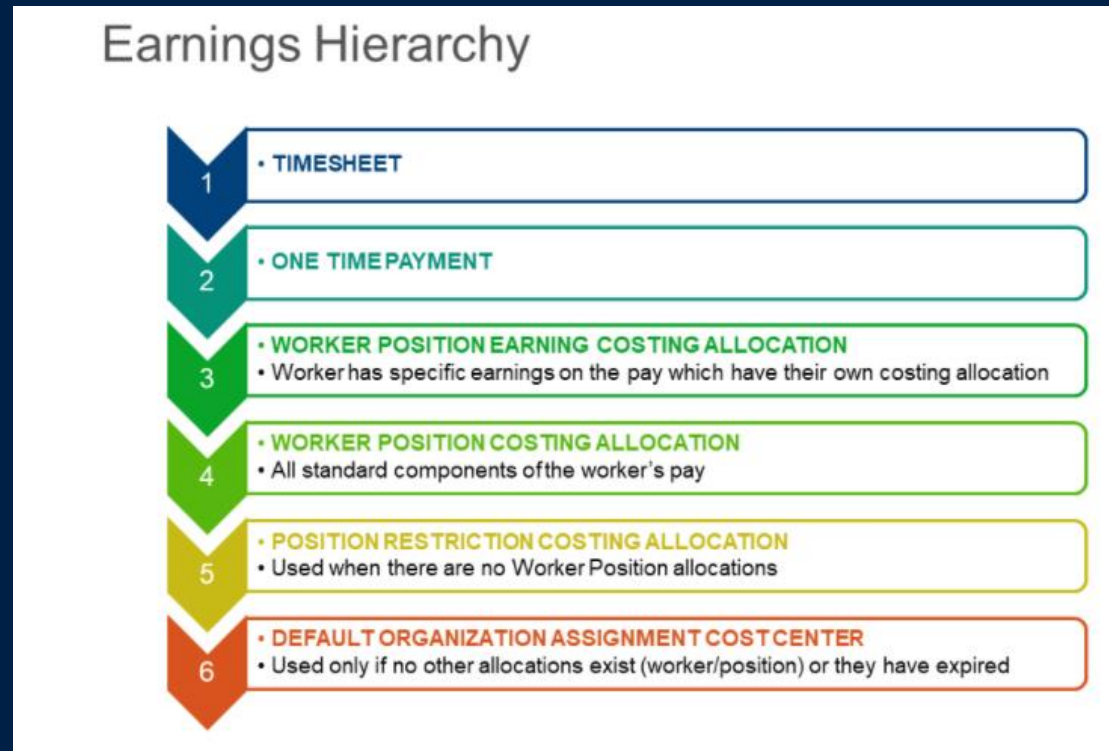 Earnings Hierarchy
1
• TIMESHEET
2
• ONE TIME PAYMENT
3
• WORKER POSITION EARNING COSTING ALLOCATION
• Worker has specific earnings on the pay which have their own costing allocation
4
• WORKER POSITION COSTING ALLOCATION
• All standard components of the worker's pay
5
• POSITION RESTRICTION COSTING ALLOCATION
• Used when there are no Worker Position allocations
6
• DEFAULT ORGANIZATION ASSIGNMENT COST CENTER
• Used only if no other allocations exist (worker/position) or they have expired